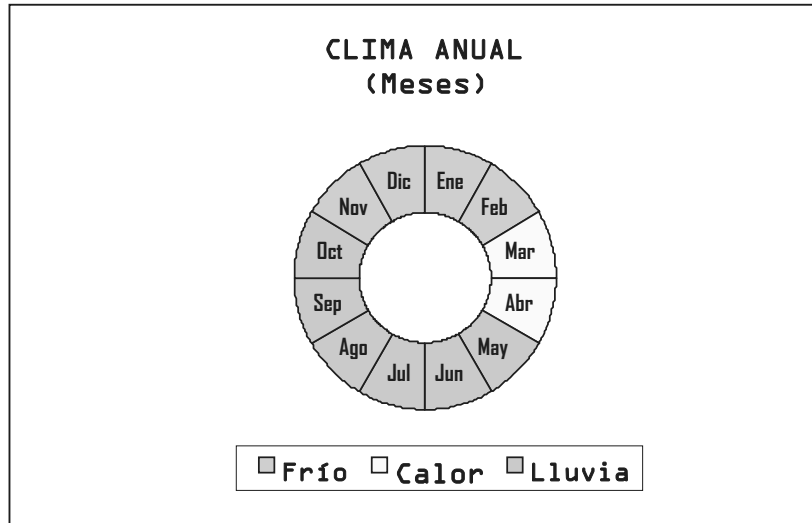 CLIMA ANUAL
(Meses)
Ene
Feb
Mar
Abr
May
Jun
Jul
Ago
Sep
Oct
Nov
Dic
Frío Calor Lluvia